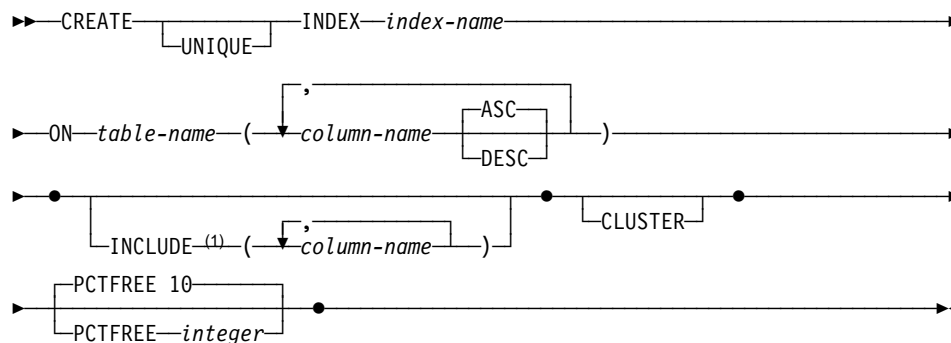 CREATE INDEX index-name
UNIQUE
,
ON table-name ( column-name ASC )
DESC
INCLUDE (1) ( , column-name ) CLUSTER
PCTFREE 10
PCTFREE integer